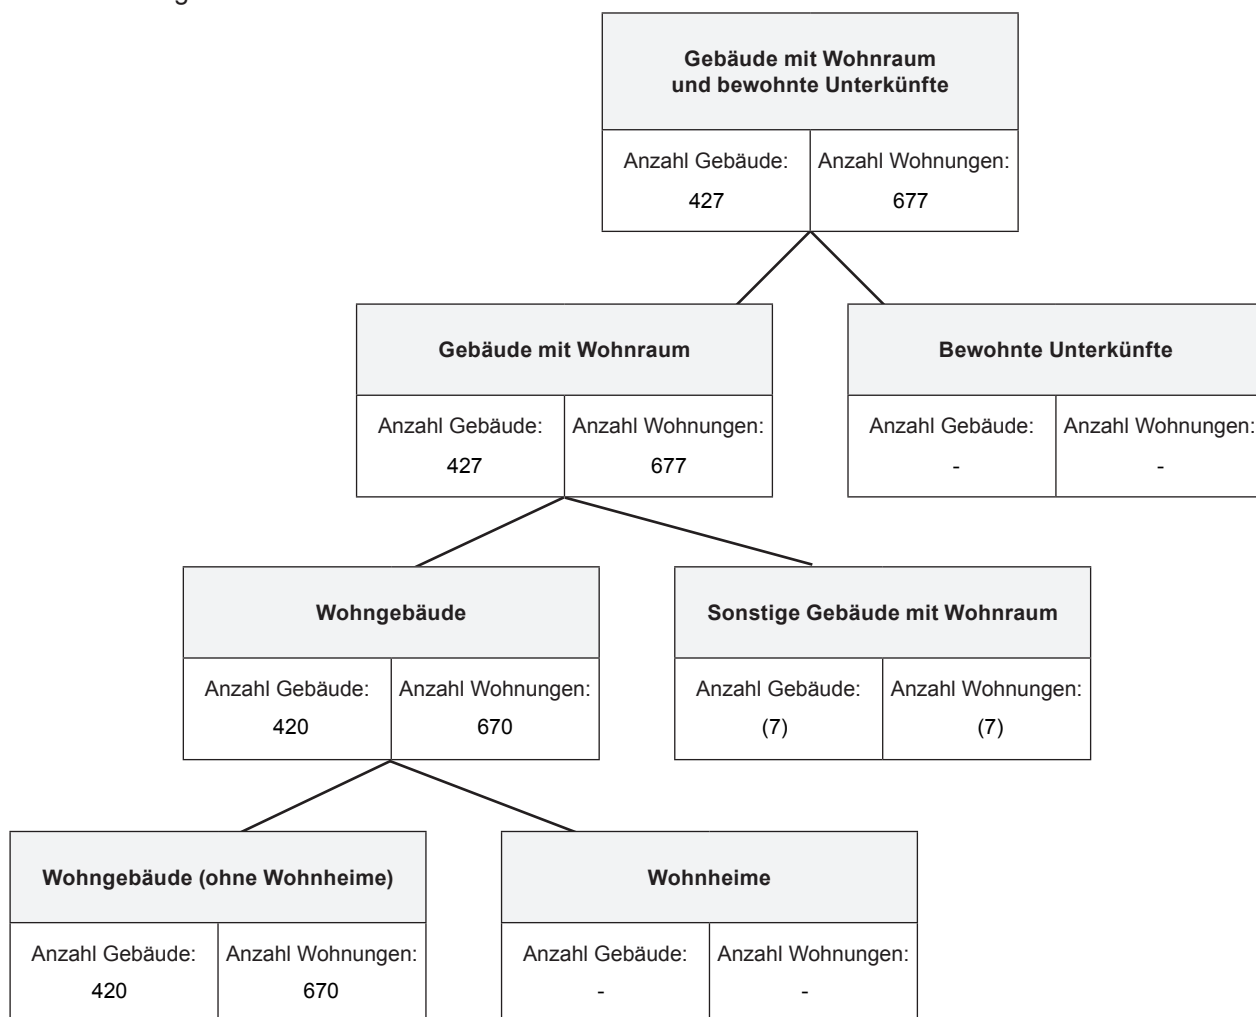 Gebäude mit Wohnraum
und bewohnte Unterkünfte
Anzahl Gebäude: Anzahl Wohnungen:
427 677
Gebäude mit Wohnraum
Bewohnte Unterkünfte
Anzahl Gebäude: Anzahl Wohnungen:
427 677
Anzahl Gebäude: Anzahl Wohnungen:
- -
Wohngebäude
Sonstige Gebäude mit Wohnraum
Anzahl Gebäude: Anzahl Wohnungen:
420 670
Anzahl Gebäude: Anzahl Wohnungen:
(7) (7)
Wohngebäude (ohne Wohnheime)
Wohnheime
Anzahl Gebäude: Anzahl Wohnungen:
420 670
Anzahl Gebäude: Anzahl Wohnungen:
- -